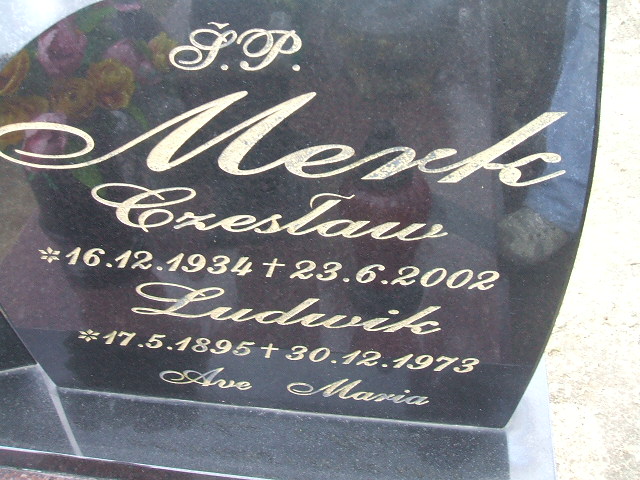 Ś.P.
Merk
Czesław
*16.12.1934 † 23.6.2002
Ludwik
*17.5.1895 † 30.12.1973
Ave Maria